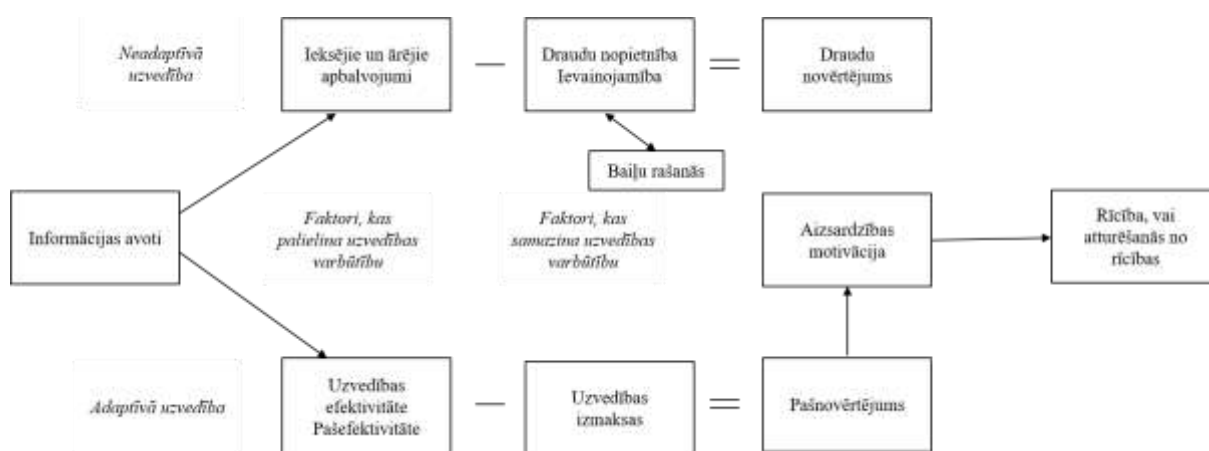 Neadaptīvā
uzvedība
Ieksējie un ārējie
apbalvojumi
Draudu nopietnība
Ievainojamība
Draudu
novērtējums
Baiļu rašanās
Informācijas avoti
Faktori, kas
palielina uzvedības
varbūtību
Faktori, kas
samazina uzvedības
varbūtību
Aizsardzības
motivācija
Rīcība, vai
atturēšanās no
rīcības
Adaptīvā uzvedība
Uzvedības
efektivitāte
Pašefektivitāte
Uzvedības
izmaksas
Pašnovērtējums